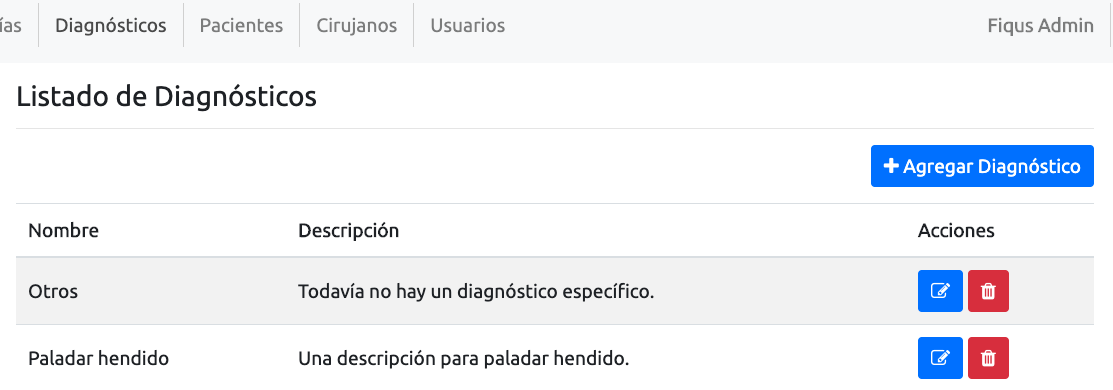 ías Diagnósticos Pacientes Cirujanos Usuarios Fiqus Admin
Listado de Diagnósticos
Agregar Diagnóstico
Nombre Descripción Acciones
Otros Todavía no hay un diagnóstico específico.
Paladar hendido Una descripción para paladar hendido.